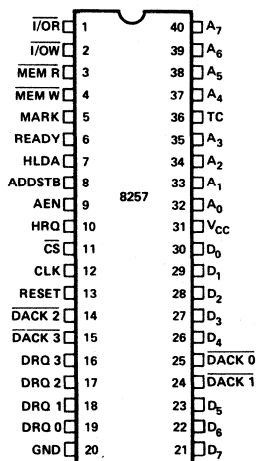 I/OR 1 40 A7
I/OW 2 39 A6
MEM R 3 38 A5
MEM W 4 37 A4
MARK 5 36 TC
READY 6 35 A3
HLDA 7 34 A2
ADDSTB 8 33 A1
8257
AEN 9 32 A0
HRQ 10 31 VCC
CS 11 30 D0
CLK 12 29 D1
RESET 13 28 D2
DACK 2 14 27 D3
DACK 3 15 26 D4
DRQ 3 16 25 DACK 0
DRQ 2 17 24 DACK 1
DRQ 1 18 23 D5
DRQ 0 19 22 D6
GND 20 21 D7